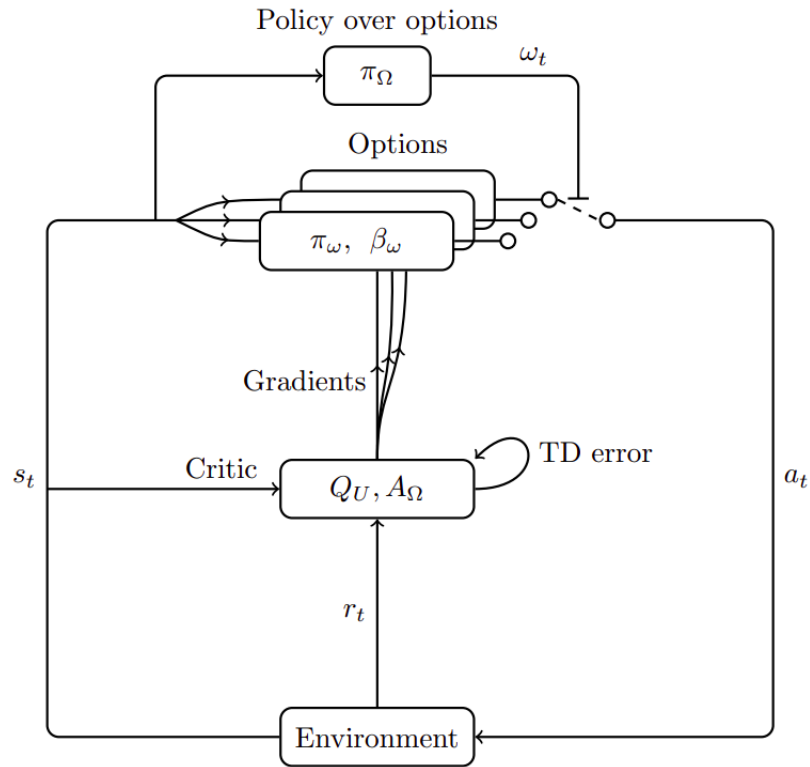 Policy over options
π_Ω
ω_t
Options
π_ω, β_ω
Gradients
Critic
TD error
s_t
Q_U, A_Ω
a_t
r_t
Environment